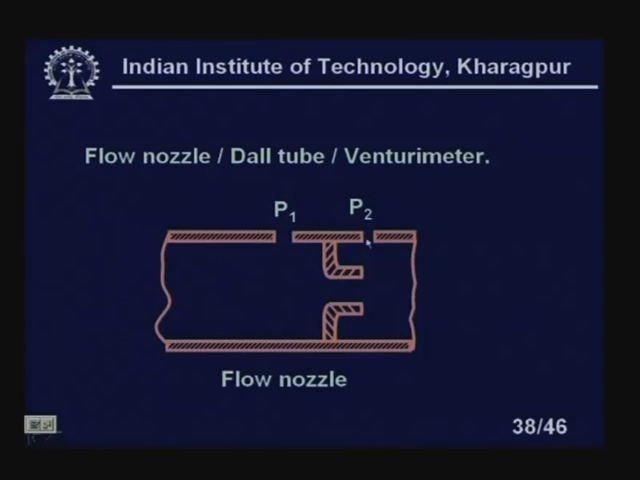 Indian Institute of Technology, Kharagpur
Flow nozzle / Dall tube / Venturimeter.
P1 P2
Flow nozzle
38/46